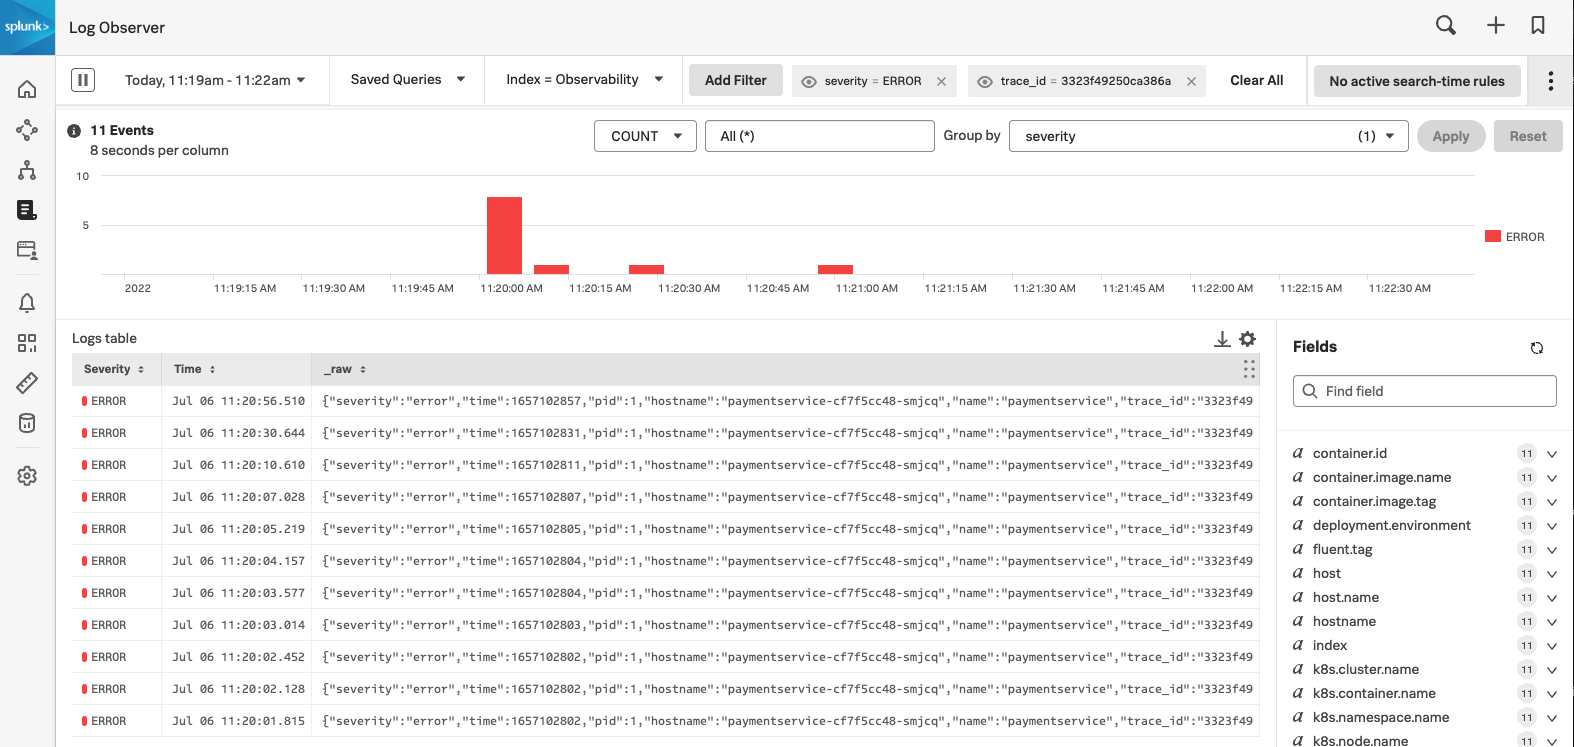 splunk>
Log Observer
Today, 11:19am - 11:22am
Saved Queries
Index = Observability
Add Filter
severity = ERROR
trace_id = 3323f49250ca386a
Clear All
No active search-time rules
11 Events
8 seconds per column
COUNT
All (*)
Group by
severity
(1)
Apply
Reset
10
5
ERROR
2022 11:19:15 AM 11:19:30 AM 11:19:45 AM 11:20:00 AM 11:20:15 AM 11:20:30 AM 11:20:45 AM 11:21:00 AM 11:21:15 AM 11:21:30 AM 11:21:45 AM 11:22:00 AM 11:22:15 AM 11:22:30 AM
Logs table
Severity Time _raw
ERROR Jul 06 11:20:56.510 {"severity":"error","time":1657102857,"pid":1,"hostname":"paymentservice-cf7f5cc48-smjcq","name":"paymentservice","trace_id":"3323f49
ERROR Jul 06 11:20:30.644 {"severity":"error","time":1657102831,"pid":1,"hostname":"paymentservice-cf7f5cc48-smjcq","name":"paymentservice","trace_id":"3323f49
ERROR Jul 06 11:20:10.610 {"severity":"error","time":1657102811,"pid":1,"hostname":"paymentservice-cf7f5cc48-smjcq","name":"paymentservice","trace_id":"3323f49
ERROR Jul 06 11:20:07.028 {"severity":"error","time":1657102807,"pid":1,"hostname":"paymentservice-cf7f5cc48-smjcq","name":"paymentservice","trace_id":"3323f49
ERROR Jul 06 11:20:05.219 {"severity":"error","time":1657102805,"pid":1,"hostname":"paymentservice-cf7f5cc48-smjcq","name":"paymentservice","trace_id":"3323f49
ERROR Jul 06 11:20:04.157 {"severity":"error","time":1657102804,"pid":1,"hostname":"paymentservice-cf7f5cc48-smjcq","name":"paymentservice","trace_id":"3323f49
ERROR Jul 06 11:20:03.577 {"severity":"error","time":1657102804,"pid":1,"hostname":"paymentservice-cf7f5cc48-smjcq","name":"paymentservice","trace_id":"3323f49
ERROR Jul 06 11:20:03.014 {"severity":"error","time":1657102803,"pid":1,"hostname":"paymentservice-cf7f5cc48-smjcq","name":"paymentservice","trace_id":"3323f49
ERROR Jul 06 11:20:02.452 {"severity":"error","time":1657102802,"pid":1,"hostname":"paymentservice-cf7f5cc48-smjcq","name":"paymentservice","trace_id":"3323f49
ERROR Jul 06 11:20:02.128 {"severity":"error","time":1657102802,"pid":1,"hostname":"paymentservice-cf7f5cc48-smjcq","name":"paymentservice","trace_id":"3323f49
ERROR Jul 06 11:20:01.815 {"severity":"error","time":1657102802,"pid":1,"hostname":"paymentservice-cf7f5cc48-smjcq","name":"paymentservice","trace_id":"3323f49
Fields
Find field
a container.id 11
a container.image.name 11
a container.image.tag 11
a deployment.environment 11
a fluent.tag 11
a host 11
a host.name 11
a hostname 11
a index 11
a k8s.cluster.name 11
a k8s.container.name 11
a k8s.namespace.name 11
a k8s.node.name 11